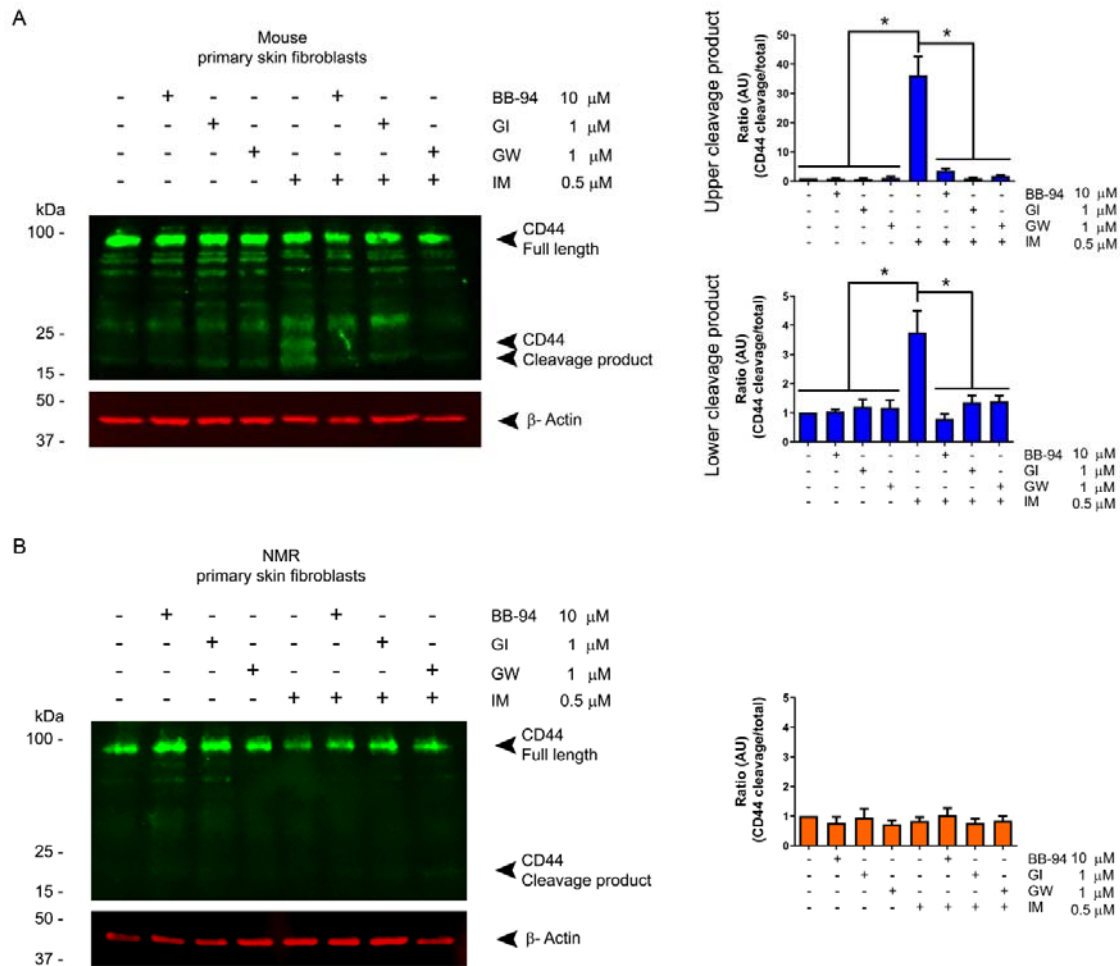 A
Mouse
primary skin fibroblasts
- + - - - + - - BB-94 10 μM
- - + - - - + - GI 1 μM
- - - + - - - + GW 1 μM
- - - - + + + + IM 0.5 μM
kDa
100 -
25 -
15 -
50 -
37 -
CD44
Full length
CD44
Cleavage product
β- Actin
Upper cleavage product
Ratio (AU)
(CD44 cleavage/total)
50
40
30
20
10
0
* *
- + - - - + - - BB-94 10 μM
- - + - - - + - GI 1 μM
- - - + - - - + GW 1 μM
- - - - + + + + IM 0.5 μM
Lower cleavage product
Ratio (AU)
(CD44 cleavage/total)
5
4
3
2
1
0
* *
- + - - - + - - BB-94 10 μM
- - + - - - + - GI 1 μM
- - - + - - - + GW 1 μM
- - - - + + + + IM 0.5 μM
B
NMR
primary skin fibroblasts
- + - - - + - - BB-94 10 μM
- - + - - - + - GI 1 μM
- - - + - - - + GW 1 μM
- - - - + + + + IM 0.5 μM
kDa
100 -
25 -
15 -
50 -
37 -
CD44
Full length
CD44
Cleavage product
β- Actin
Ratio (AU)
(CD44 cleavage/total)
5
4
3
2
1
0
- + - - - + - - BB-94 10 μM
- - + - - - + - GI 1 μM
- - - + - - - + GW 1 μM
- - - - + + + + IM 0.5 μM